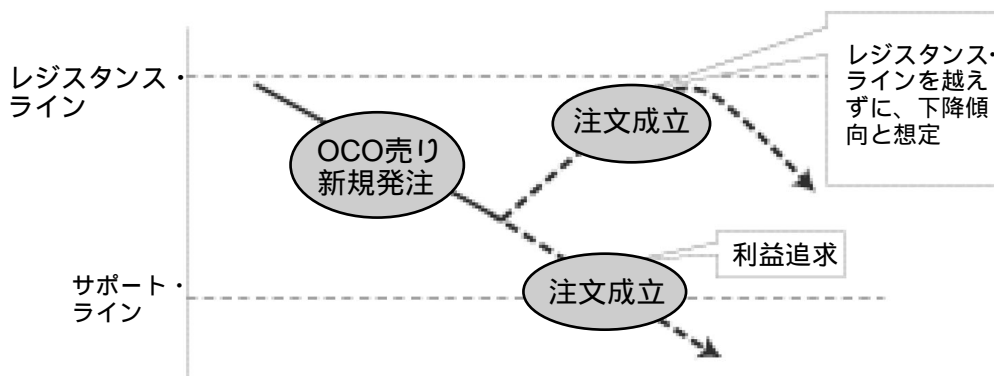 レジスタンス・
ライン
OCO売り
新規発注
注文成立
レジスタンス・
ラインを越え
ずに、下降傾
向と想定
利益追求
サポート・
ライン
注文成立